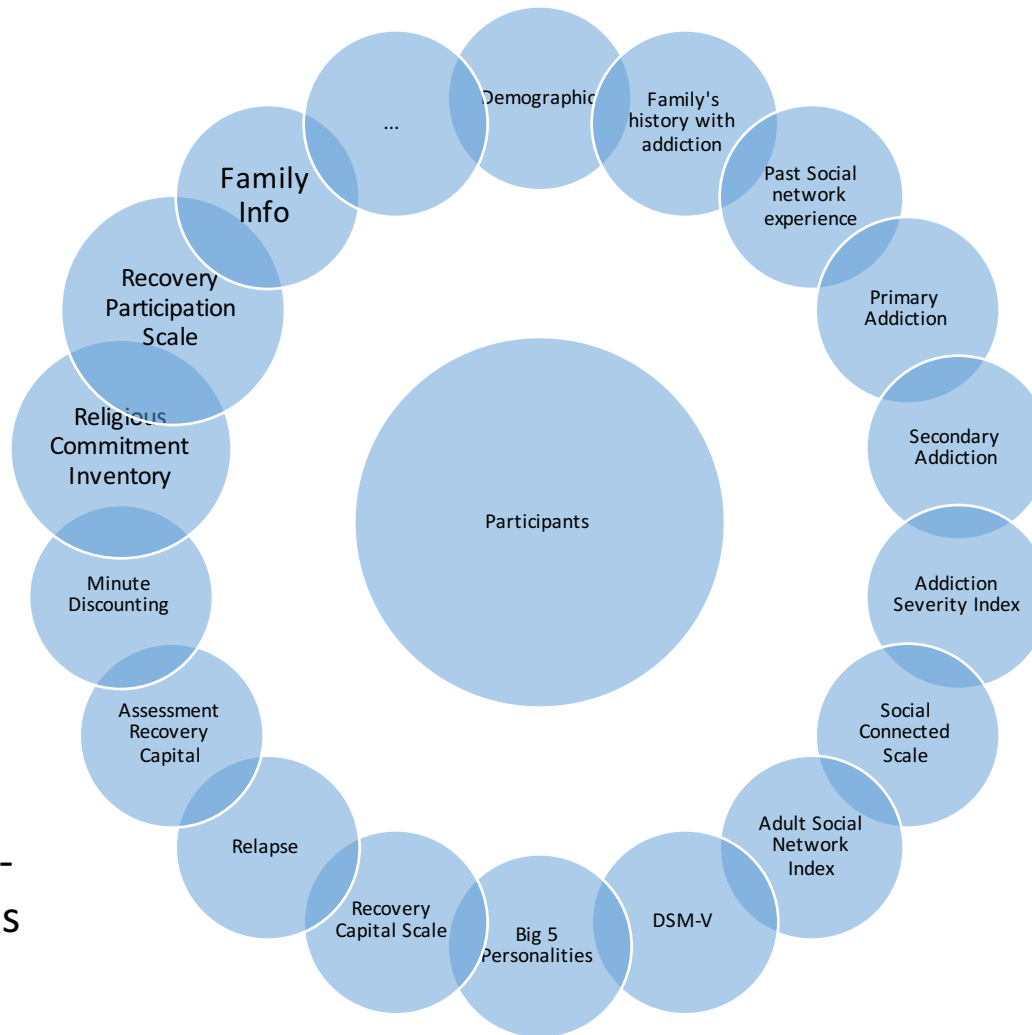 Demographic
Family's
history with
addiction
Past Social
network
experience
Primary
Addiction
Secondary
Addiction
Addiction
Severity Index
Social
Connected
Scale
Adult Social
Network
Index
DSM-V
Big 5
Personalities
Recovery
Capital Scale
Relapse
Assessment
Recovery
Capital
Minute
Discounting
Religious
Commitment
Inventory
Recovery
Participation
Scale
Family
Info
...
Participants
-
s